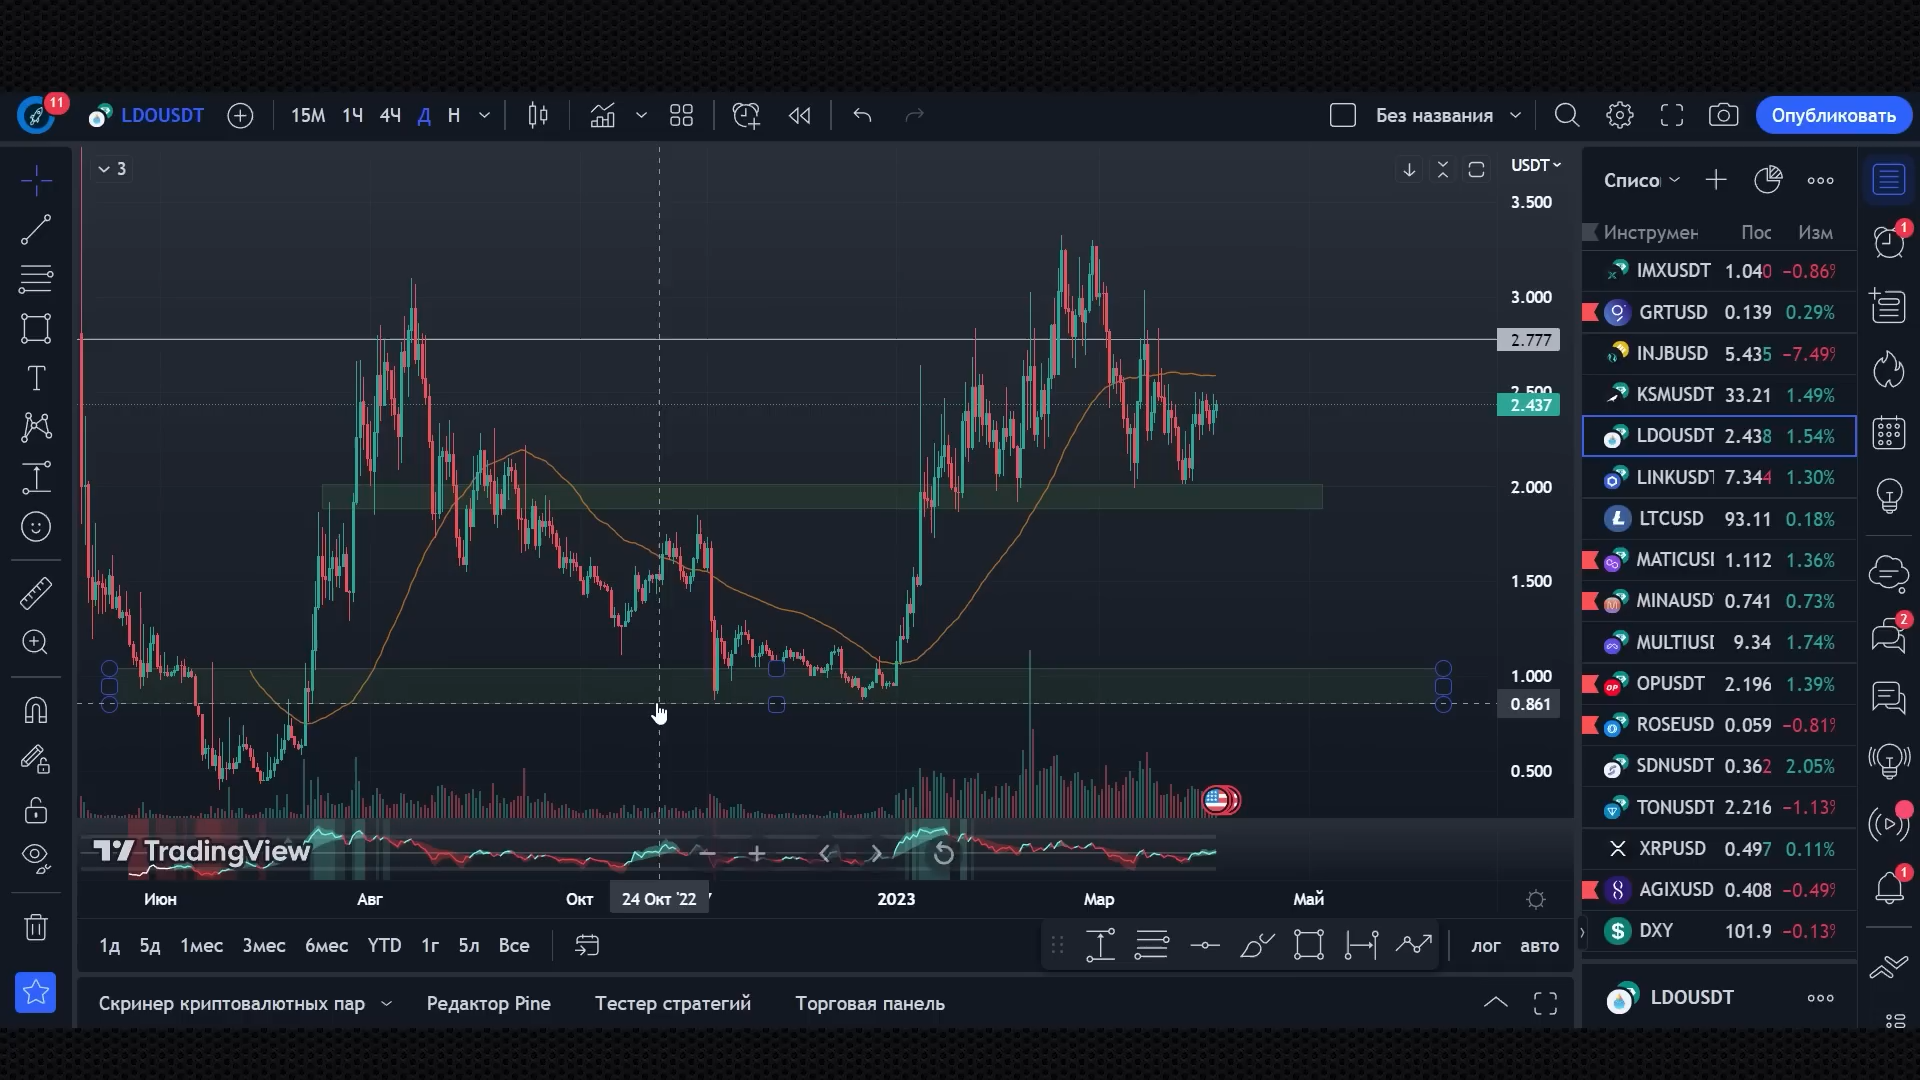 11
LDOUSDT
15М 1Ч 4Ч Д Н
Без названия
Опубликовать
3
USDT
3.500
3.000
2.777
2.500
2.437
2.000
1.500
1.000
0.861
0.500
TradingView
Июн Авг Окт 24 Окт '22 2023 Мар Май
1д 5д 1мес 3мес 6мес YTD 1г 5л Все
лог авто
Скринер криптовалютных пар Редактор Pine Тестер стратегий Торговая панель
Списо
Инструмен Пос Изм
IMXUSDT 1.040 −0.86%
GRTUSD 0.139 0.29%
INJBUSD 5.435 −7.49%
KSMUSDT 33.21 1.49%
LDOUSDT 2.438 1.54%
LINKUSDT 7.344 1.30%
LTCUSD 93.11 0.18%
MATICUSI 1.112 1.36%
MINAUSD 0.741 0.73%
MULTIUSI 9.34 1.74%
OPUSDT 2.196 1.39%
ROSEUSD 0.059 −0.81%
SDNUSDT 0.362 2.05%
TONUSDT 2.216 −1.13%
XRPUSD 0.497 0.11%
AGIXUSD 0.408 −0.49%
DXY 101.9 −0.13%
LDOUSDT
1
2
1